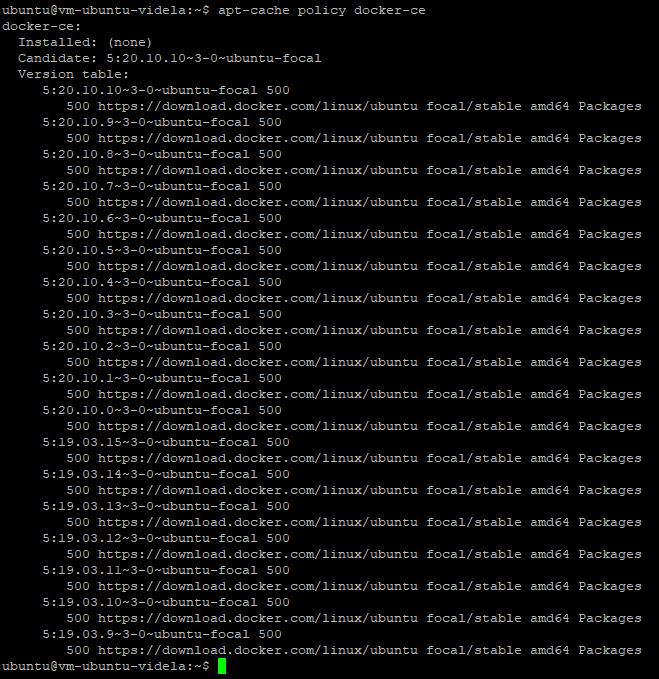 ubuntu@vm-ubuntu-videla:~$ apt-cache policy docker-ce
docker-ce:
  Installed: (none)
  Candidate: 5:20.10.10~3-0~ubuntu-focal
  Version table:
     5:20.10.10~3-0~ubuntu-focal 500
        500 https://download.docker.com/linux/ubuntu focal/stable amd64 Packages
     5:20.10.9~3-0~ubuntu-focal 500
        500 https://download.docker.com/linux/ubuntu focal/stable amd64 Packages
     5:20.10.8~3-0~ubuntu-focal 500
        500 https://download.docker.com/linux/ubuntu focal/stable amd64 Packages
     5:20.10.7~3-0~ubuntu-focal 500
        500 https://download.docker.com/linux/ubuntu focal/stable amd64 Packages
     5:20.10.6~3-0~ubuntu-focal 500
        500 https://download.docker.com/linux/ubuntu focal/stable amd64 Packages
     5:20.10.5~3-0~ubuntu-focal 500
        500 https://download.docker.com/linux/ubuntu focal/stable amd64 Packages
     5:20.10.4~3-0~ubuntu-focal 500
        500 https://download.docker.com/linux/ubuntu focal/stable amd64 Packages
     5:20.10.3~3-0~ubuntu-focal 500
        500 https://download.docker.com/linux/ubuntu focal/stable amd64 Packages
     5:20.10.2~3-0~ubuntu-focal 500
        500 https://download.docker.com/linux/ubuntu focal/stable amd64 Packages
     5:20.10.1~3-0~ubuntu-focal 500
        500 https://download.docker.com/linux/ubuntu focal/stable amd64 Packages
     5:20.10.0~3-0~ubuntu-focal 500
        500 https://download.docker.com/linux/ubuntu focal/stable amd64 Packages
     5:19.03.15~3-0~ubuntu-focal 500
        500 https://download.docker.com/linux/ubuntu focal/stable amd64 Packages
     5:19.03.14~3-0~ubuntu-focal 500
        500 https://download.docker.com/linux/ubuntu focal/stable amd64 Packages
     5:19.03.13~3-0~ubuntu-focal 500
        500 https://download.docker.com/linux/ubuntu focal/stable amd64 Packages
     5:19.03.12~3-0~ubuntu-focal 500
        500 https://download.docker.com/linux/ubuntu focal/stable amd64 Packages
     5:19.03.11~3-0~ubuntu-focal 500
        500 https://download.docker.com/linux/ubuntu focal/stable amd64 Packages
     5:19.03.10~3-0~ubuntu-focal 500
        500 https://download.docker.com/linux/ubuntu focal/stable amd64 Packages
     5:19.03.9~3-0~ubuntu-focal 500
        500 https://download.docker.com/linux/ubuntu focal/stable amd64 Packages
ubuntu@vm-ubuntu-videla:~$